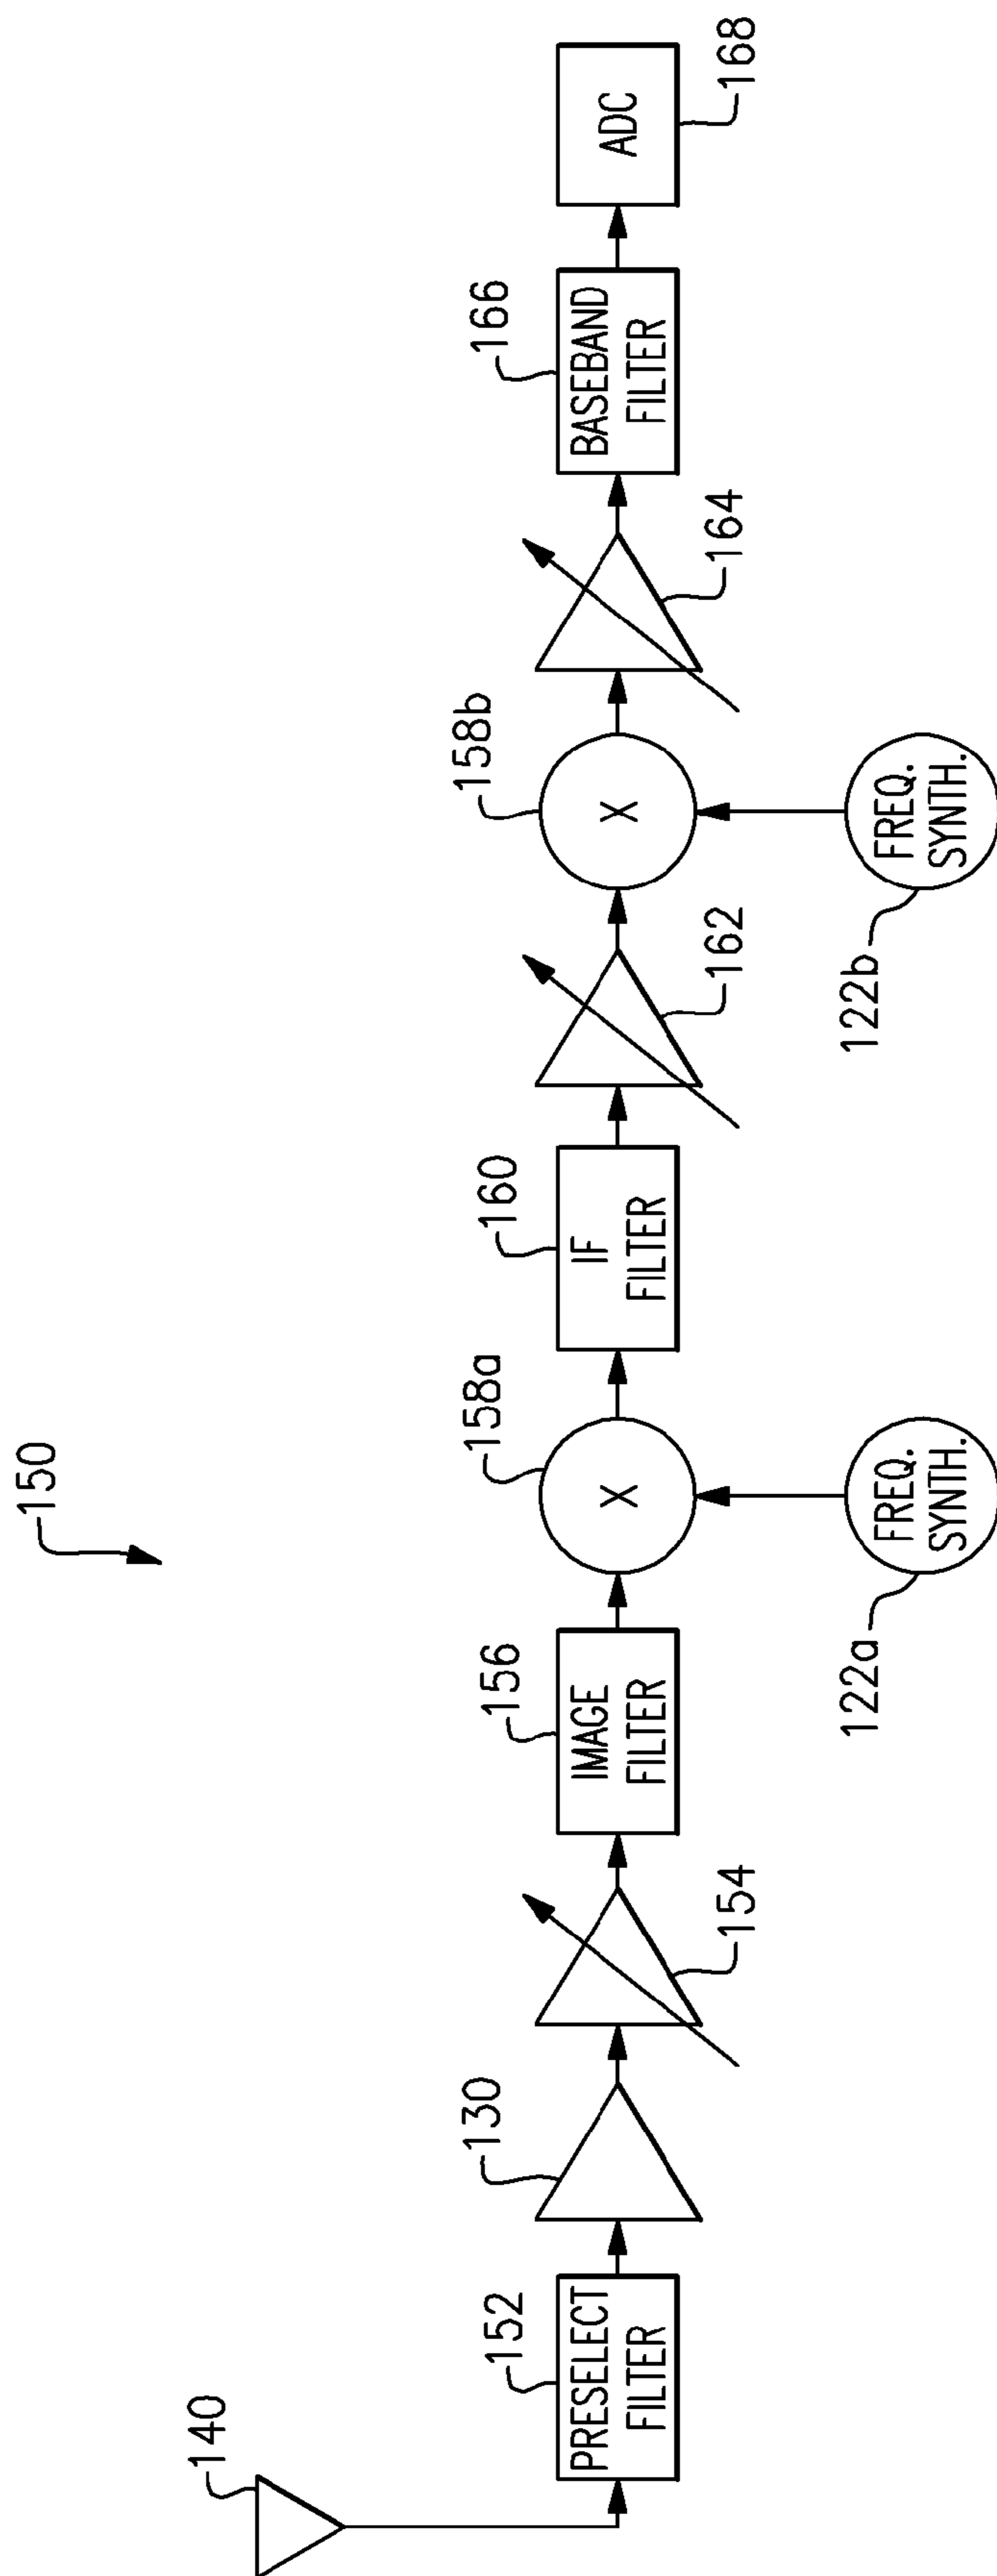 150
140
152
PRESELECT
FILTER
130
154
156
IMAGE
FILTER
158a
X
122a
FREQ.
SYNTH.
160
IF
FILTER
162
158b
X
122b
FREQ.
SYNTH.
164
166
BASEBAND
FILTER
ADC
168